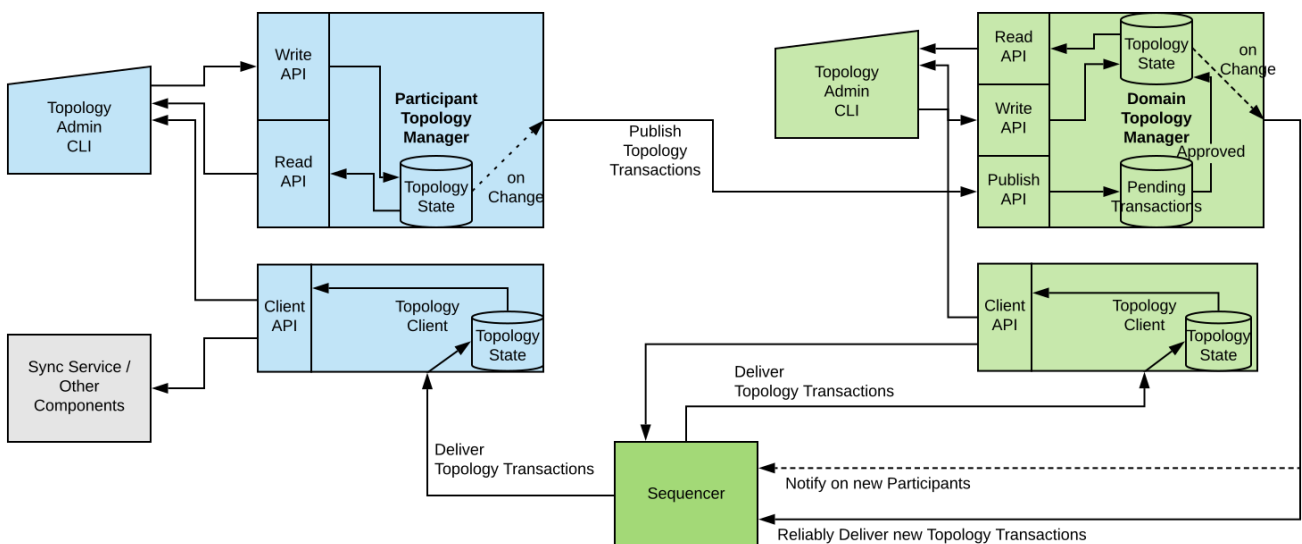 Topology
Admin
CLI
Write
API
Read
API
Participant
Topology
Manager
Topology
State
on
Change
Publish
Topology
Transactions
Topology
Admin
CLI
Read
API
Write
API
Publish
API
Topology
State
Domain
Topology
Manager
on
Change
Approved
Pending
Transactions
Client
API
Topology
Client
Topology
State
Sync Service /
Other
Components
Client
API
Topology
Client
Topology
State
Deliver
Topology Transactions
Deliver
Topology Transactions
Sequencer
Notify on new Participants
Reliably Deliver new Topology Transactions